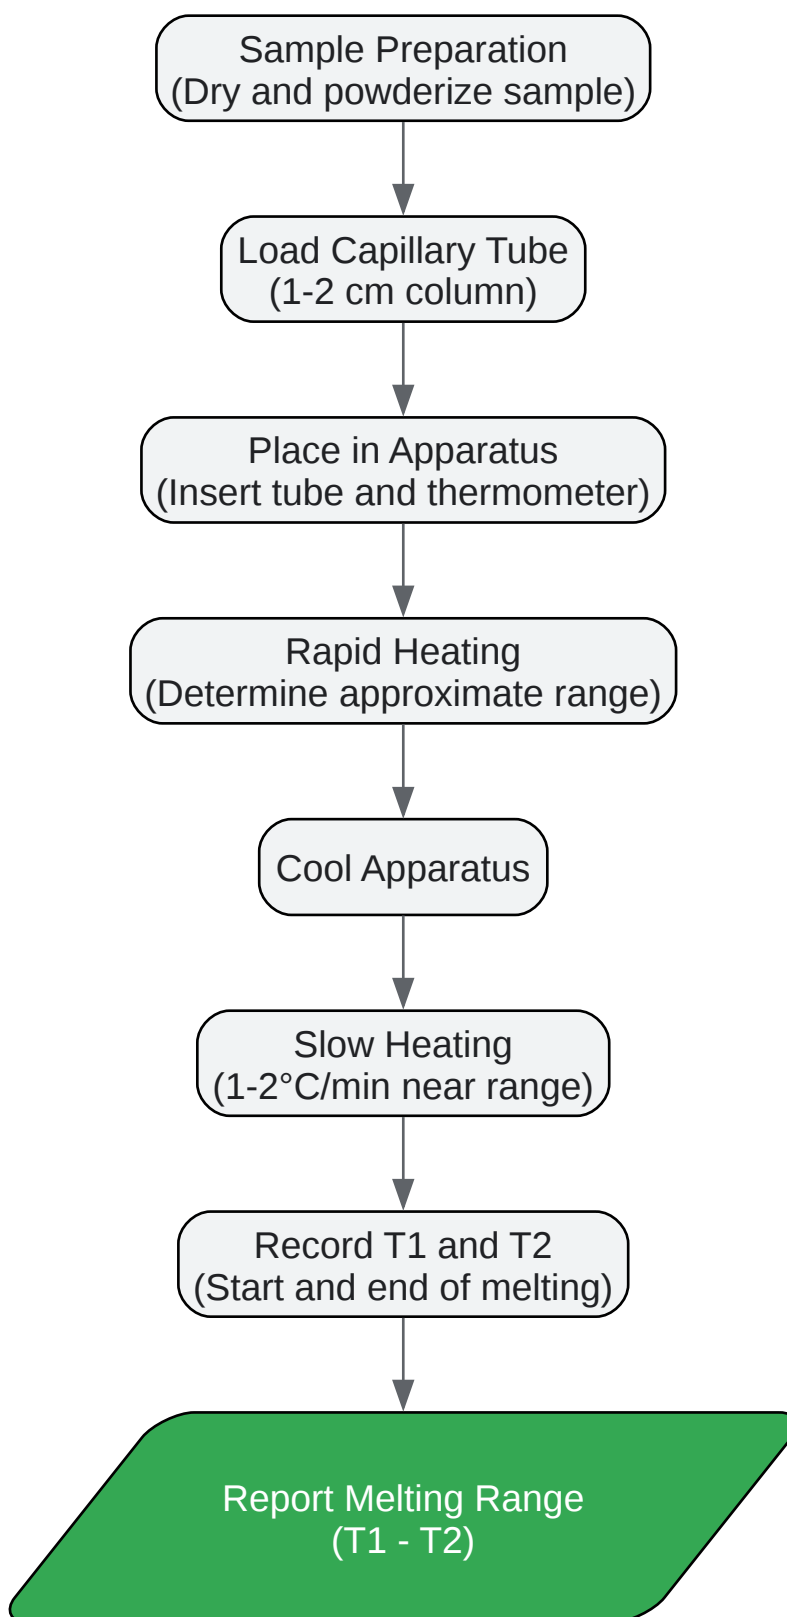 Sample Preparation
(Dry and powderize sample)
Load Capillary Tube
(1-2 cm column)
Place in Apparatus
(Insert tube and thermometer)
Rapid Heating
(Determine approximate range)
Cool Apparatus
Slow Heating
(1-2°C/min near range)
Record T1 and T2
(Start and end of melting)
Report Melting Range
(T1 - T2)